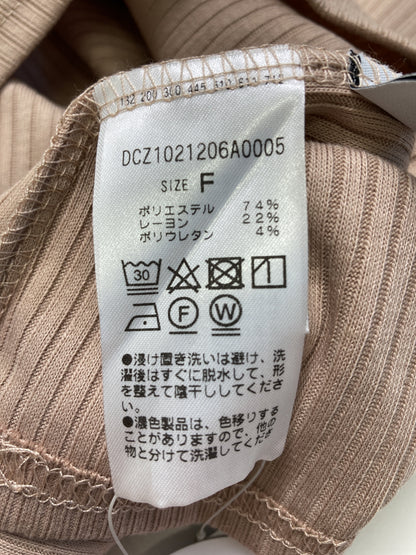 DCZ1021206A0005
SIZE F
ポリエステル 74%
レーヨン 22%
ポリウレタン 4%
30
F W
●浸け置き洗いは避け、洗
濯後はすぐに脱水して、形
を整えて陰干ししてくださ
い。
●濃色製品は、色移りする
ことがありますので、他の
物と分けて洗濯してくださ